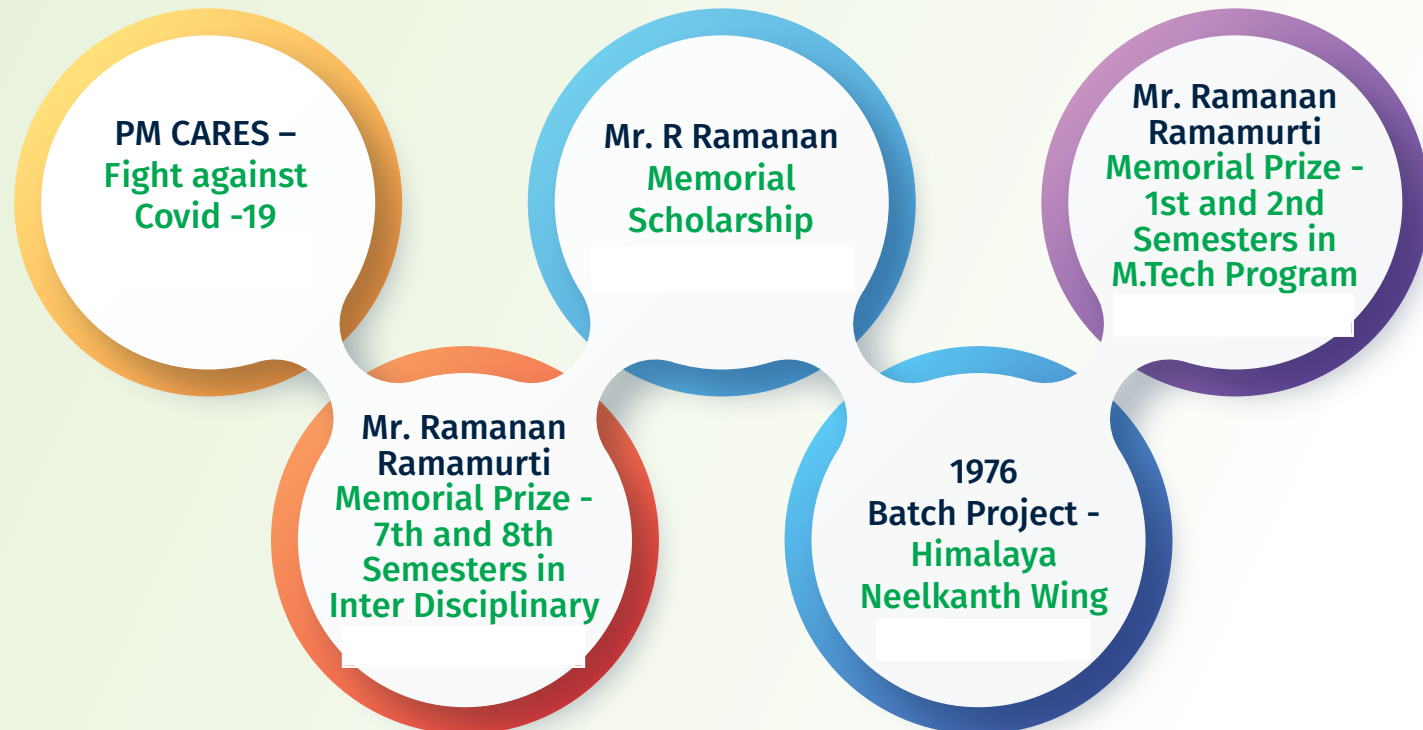 PM CARES –
Fight against
Covid -19
Mr. Ramanan
Ramamurti
Memorial Prize -
7th and 8th
Semesters in
Inter Disciplinary
Mr. R Ramanan
Memorial
Scholarship
1976
Batch Project -
Himalaya
Neelkanth Wing
Mr. Ramanan
Ramamurti
Memorial Prize -
1st and 2nd
Semesters in
M.Tech Program